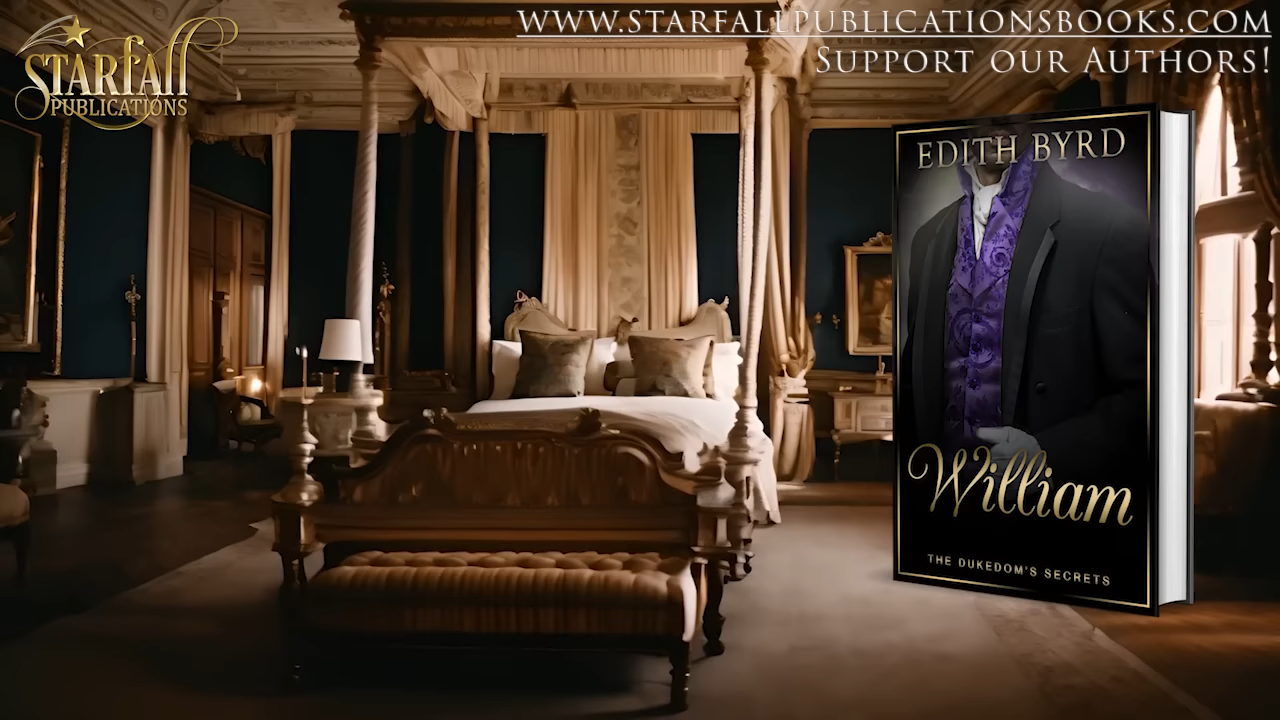 STARfall
PUBLICATIONS
WWW.STARFALLPUBLICATIONSBOOKS.COM
Support our Authors!
EDITH BYRD
William
THE DUKEDOM'S SECRETS